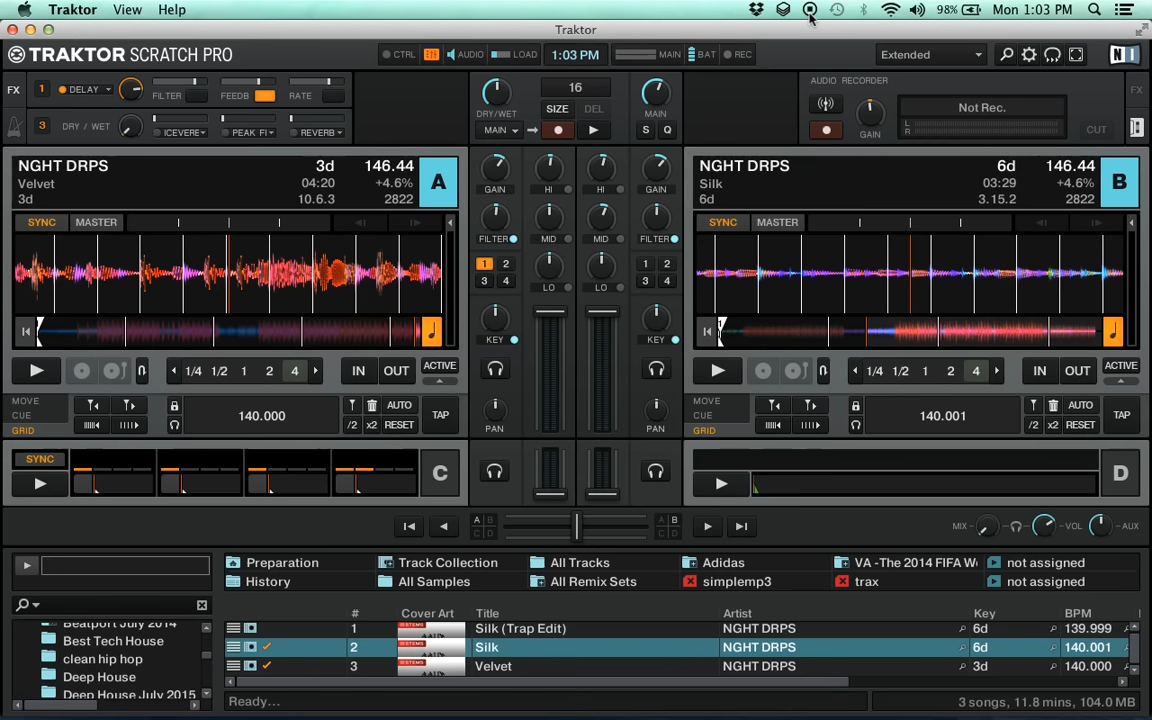 Traktor View Help 98% Mon 1:03 PM
Traktor
TRAKTOR SCRATCH PRO CTRL AUDIO LOAD 1:03 PM MAIN BAT REC Extended
FX 1 DELAY FILTER FEEDB RATE
3 DRY / WET ICEVERB PEAK FI REVERB
DRY/WET 16 SIZE DEL MAIN
MAIN S Q
AUDIO RECORDER
GAIN Not Rec. L R CUT
FX
NGHT DRPS 3d 146.44 A
Velvet 04:20 +4.6%
3d 10.6.3 2822
SYNC MASTER
GAIN HI HI GAIN
FILTER MID MID FILTER
1 2 3 4 LO LO 1 2 3 4
KEY KEY
PAN PAN
NGHT DRPS 6d 146.44 B
Silk 03:29 +4.6%
6d 3.15.2 2822
SYNC MASTER
1/4 1/2 1 2 4 IN OUT ACTIVE
1/4 1/2 1 2 4 IN OUT ACTIVE
MOVE
CUE
GRID
140.000 AUTO /2 x2 RESET TAP
MOVE
CUE
GRID
140.001 AUTO /2 x2 RESET TAP
SYNC C
D
A B C D A B C D MIX VOL AUX
Preparation Track Collection All Tracks Adidas VA -The 2014 FIFA W not assigned
History All Samples All Remix Sets simplemp3 trax not assigned
# Cover Art Title Artist Key BPM
1 Silk (Trap Edit) NGHT DRPS 6d 139.999
2 Silk NGHT DRPS 6d 140.001
3 Velvet NGHT DRPS 3d 140.000
Beatport July 2014
Best Tech House
clean hip hop
Deep House
Deep House July 2015
Ready... 3 songs, 11.8 mins, 104.0 MB